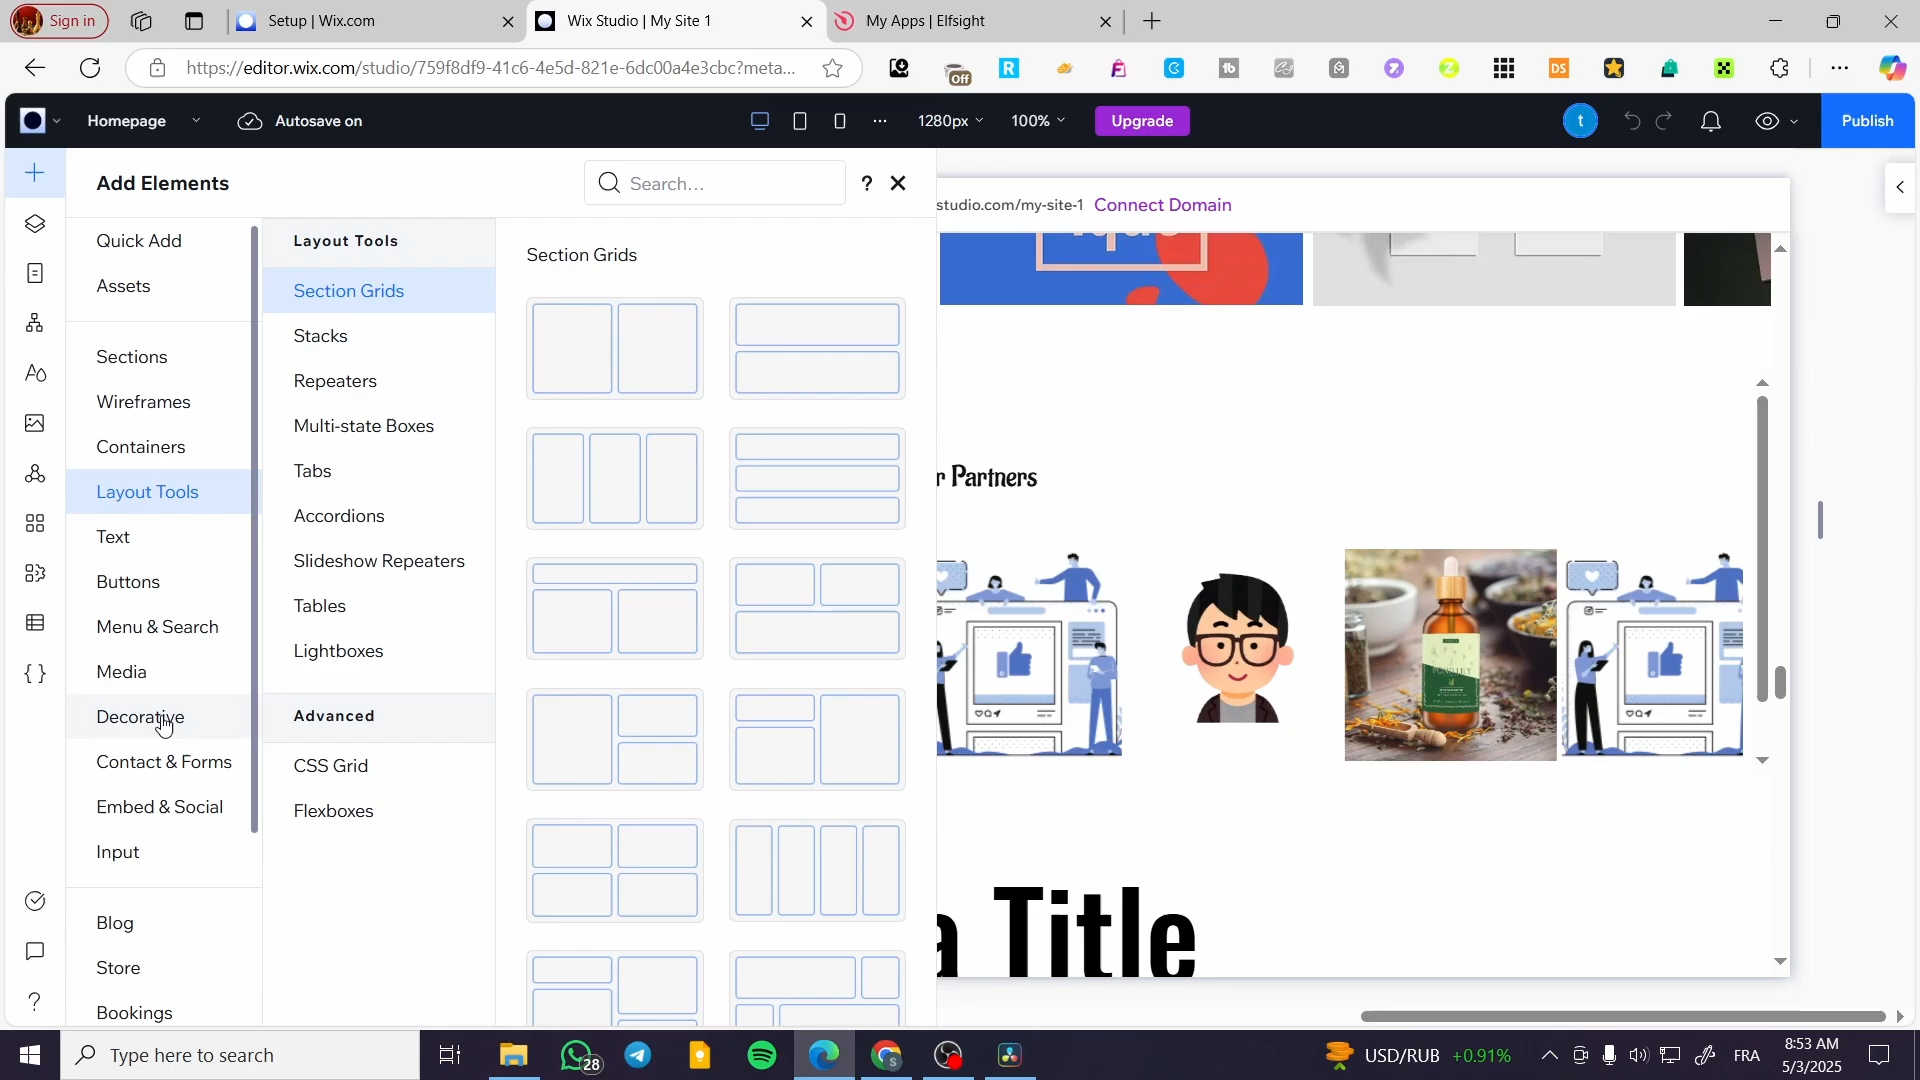 Sign in
Setup | Wix.com
Wix Studio | My Site 1
My Apps | Elfsight
https://editor.wix.com/studio/759f8df9-41c6-4e5d-821e-6dc00a4e3cbc?meta...
Off
Homepage
Autosave on
1280px
100%
Upgrade
t
Publish
Add Elements
Search...
?
studio.com/my-site-1
Connect Domain
Quick Add
Assets
Sections
Wireframes
Containers
Layout Tools
Text
Buttons
Menu & Search
Media
Decorative
Contact & Forms
Embed & Social
Input
Blog
Store
Bookings
Layout Tools
Section Grids
Stacks
Repeaters
Multi-state Boxes
Tabs
Accordions
Slideshow Repeaters
Tables
Lightboxes
Advanced
CSS Grid
Flexboxes
Section Grids
r Partners
a Title
Type here to search
28
USD/RUB +0.91%
FRA
8:53 AM
5/3/2025